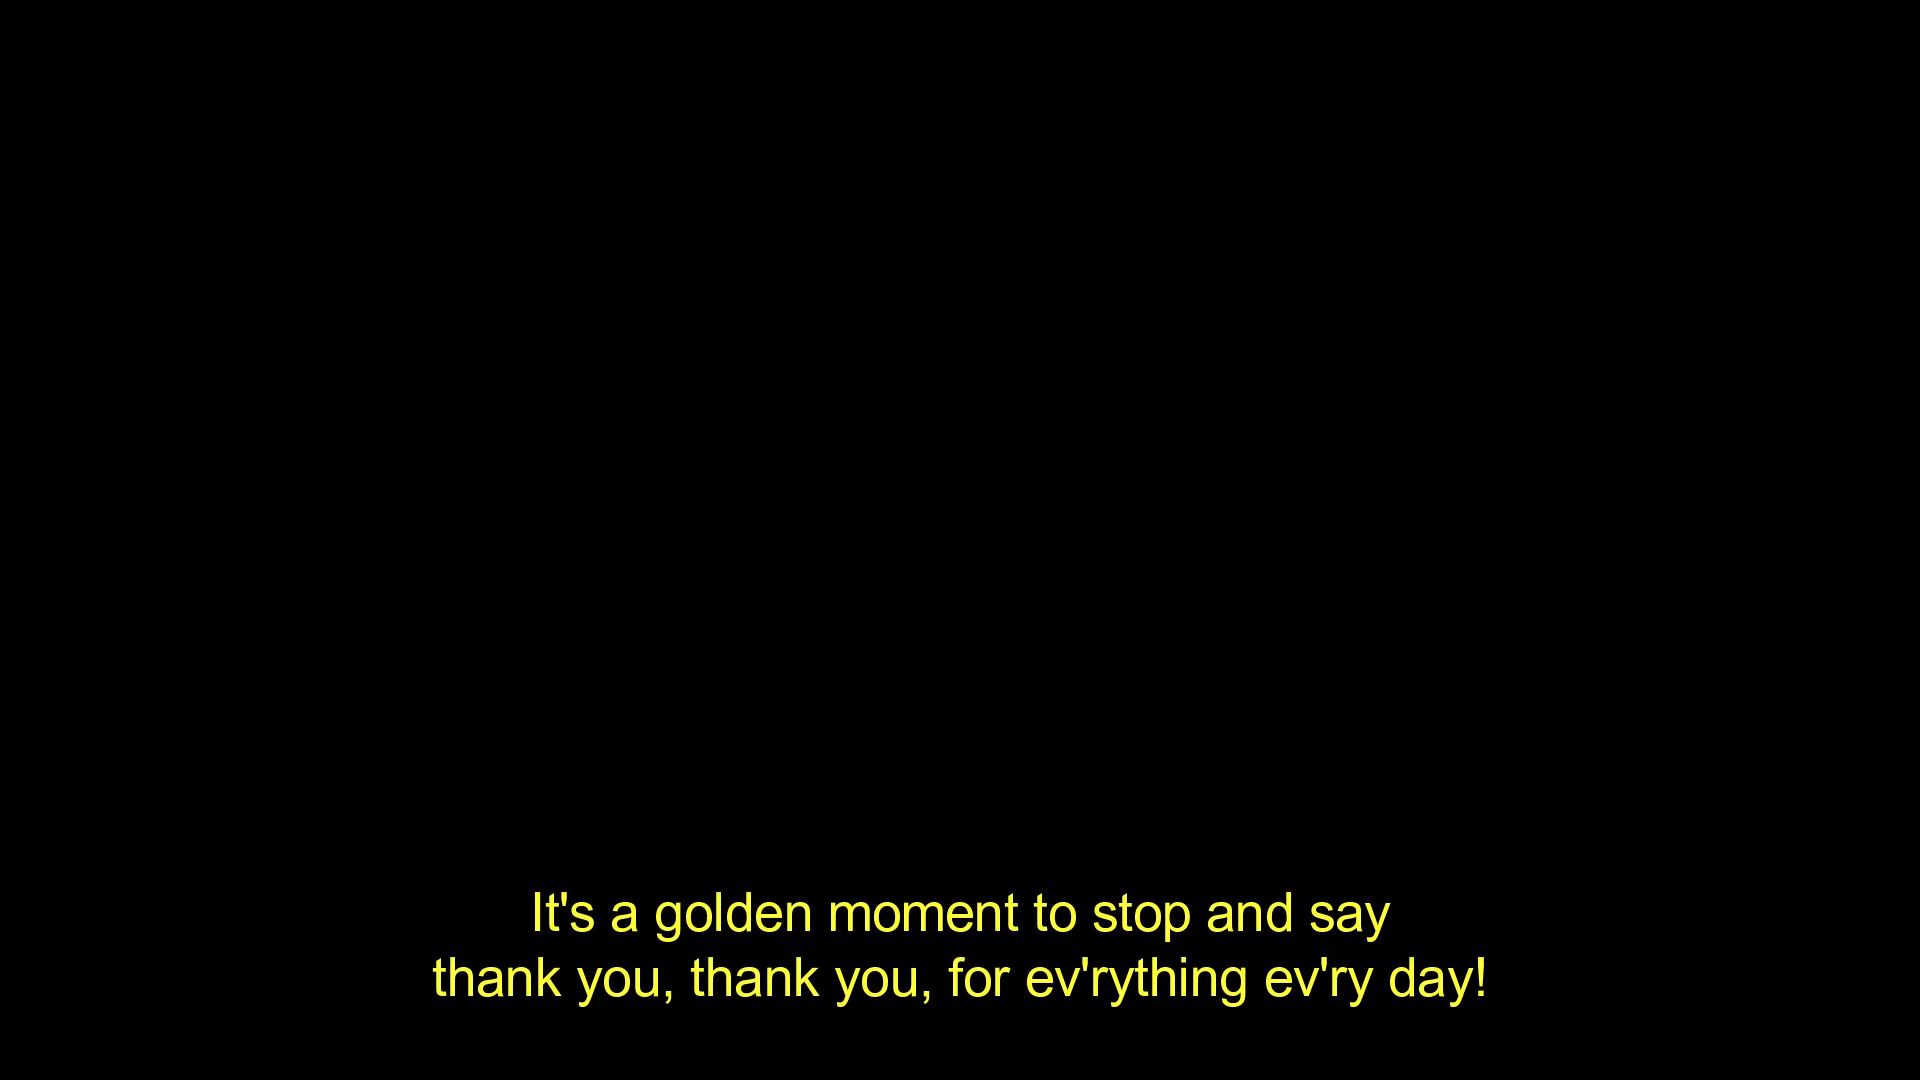 It's a golden moment to stop and say
thank you, thank you, for ev'rything ev'ry day!